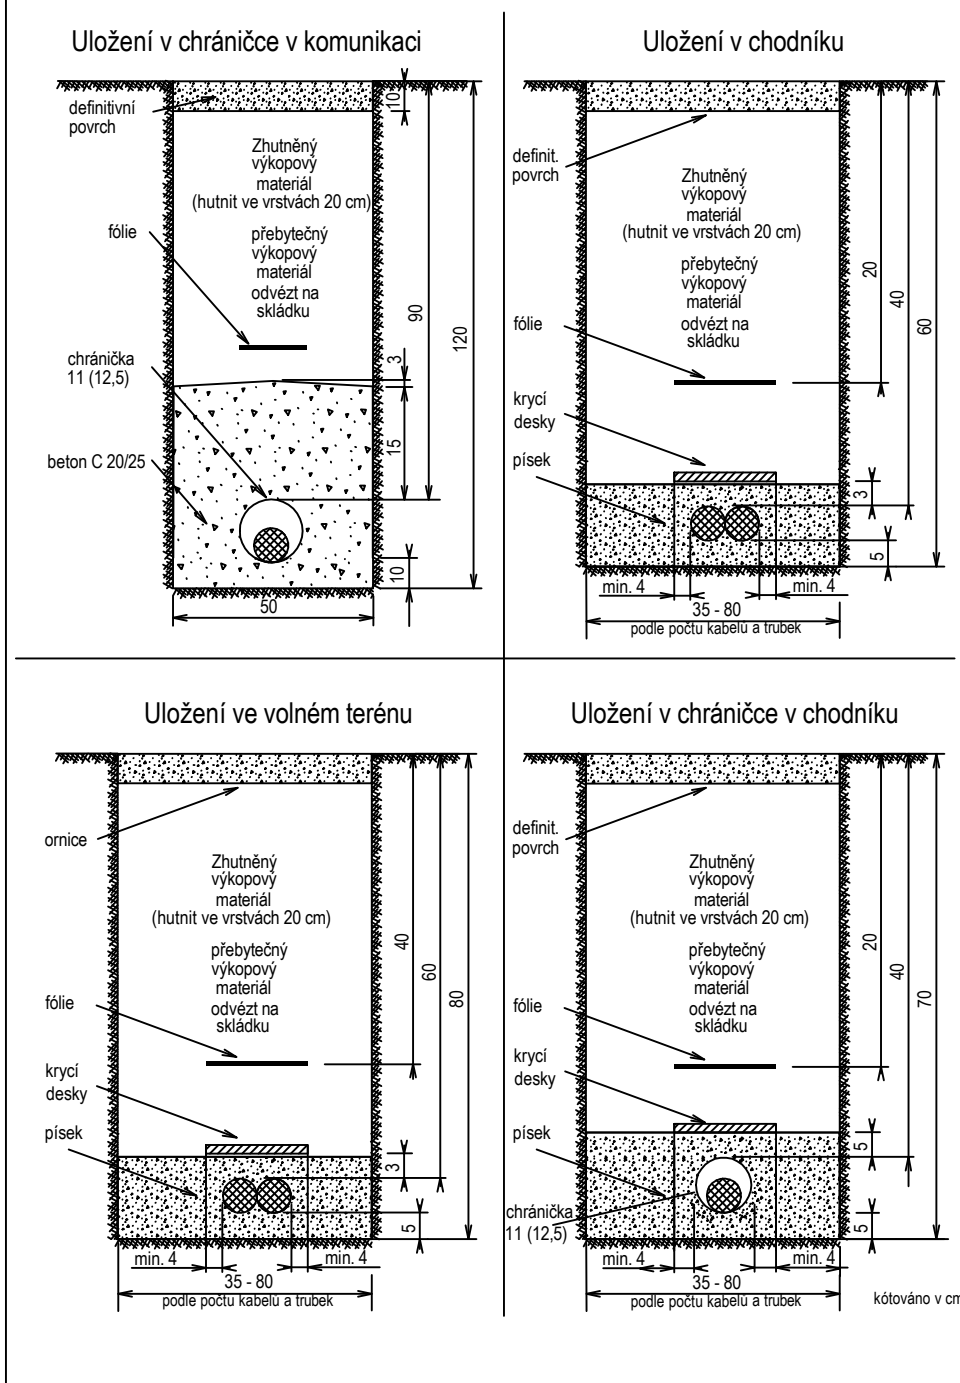 Uložení v chráničce v komunikaci
definitivní
povrch
10
Zhutněný
výkopový
materiál
(hutnit ve vrstvách 20 cm)
fólie
přebytečný
výkopový
materiál
odvézt na
skládku
90
120
chránička
11 (12,5)
3
15
beton C 20/25
10
50
Uložení v chodníku
definit.
povrch
Zhutněný
výkopový
materiál
(hutnit ve vrstvách 20 cm)
přebytečný
výkopový
materiál
odvézt na
skládku
20
40
60
fólie
krycí
desky
písek
3
5
min. 4
min. 4
35 - 80
podle počtu kabelů a trubek
Uložení ve volném terénu
ornice
Zhutněný
výkopový
materiál
(hutnit ve vrstvách 20 cm)
přebytečný
výkopový
materiál
odvézt na
skládku
40
60
80
fólie
krycí
desky
písek
3
5
min. 4
min. 4
35 - 80
podle počtu kabelů a trubek
Uložení v chráničce v chodníku
definit.
povrch
Zhutněný
výkopový
materiál
(hutnit ve vrstvách 20 cm)
přebytečný
výkopový
materiál
odvézt na
skládku
20
40
70
fólie
krycí
desky
písek
5
chránička
11 (12,5)
5
min. 4
min. 4
35 - 80
podle počtu kabelů a trubek
kótováno v cm